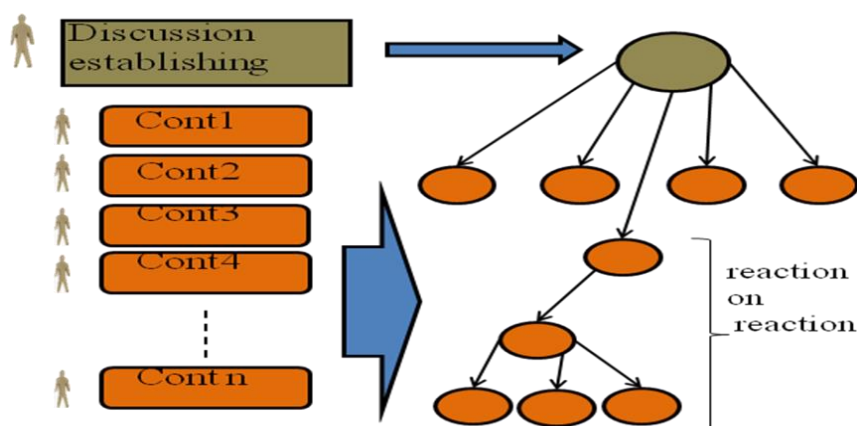 Discussion
establishing
Cont1
Cont2
Cont3
Cont4
Cont n
reaction
on
reaction